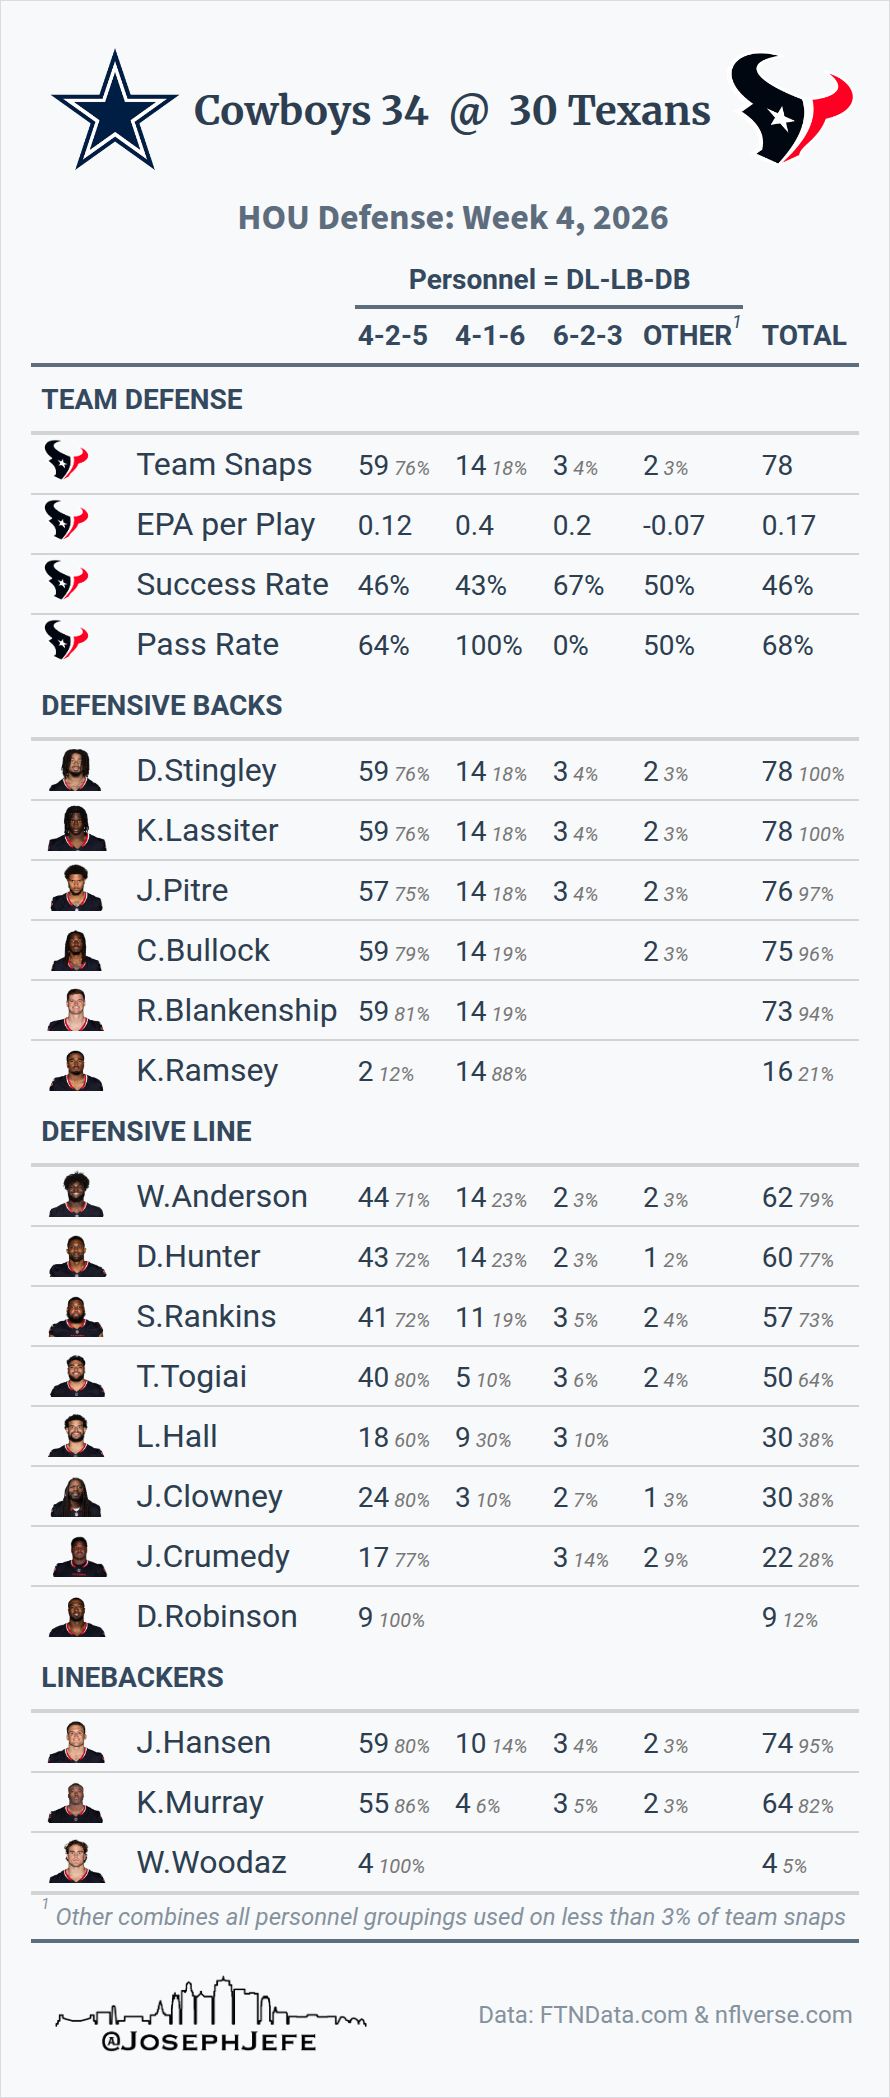 Cowboys 34 @ 30 Texans
HOU Defense: Week 4, 2026
Personnel = DL-LB-DB
4-2-5 4-1-6 6-2-3 OTHER1 TOTAL
TEAM DEFENSE
Team Snaps 59 76% 14 18% 3 4% 2 3% 78
EPA per Play 0.12 0.4 0.2 -0.07 0.17
Success Rate 46% 43% 67% 50% 46%
Pass Rate 64% 100% 0% 50% 68%
DEFENSIVE BACKS
D.Stingley 59 76% 14 18% 3 4% 2 3% 78 100%
K.Lassiter 59 76% 14 18% 3 4% 2 3% 78 100%
J.Pitre 57 75% 14 18% 3 4% 2 3% 76 97%
C.Bullock 59 79% 14 19% 2 3% 75 96%
R.Blankenship 59 81% 14 19% 73 94%
K.Ramsey 2 12% 14 88% 16 21%
DEFENSIVE LINE
W.Anderson 44 71% 14 23% 2 3% 2 3% 62 79%
D.Hunter 43 72% 14 23% 2 3% 1 2% 60 77%
S.Rankins 41 72% 11 19% 3 5% 2 4% 57 73%
T.Togiai 40 80% 5 10% 3 6% 2 4% 50 64%
L.Hall 18 60% 9 30% 3 10% 30 38%
J.Clowney 24 80% 3 10% 2 7% 1 3% 30 38%
J.Crumedy 17 77% 3 14% 2 9% 22 28%
D.Robinson 9 100% 9 12%
LINEBACKERS
J.Hansen 59 80% 10 14% 3 4% 2 3% 74 95%
K.Murray 55 86% 4 6% 3 5% 2 3% 64 82%
W.Woodaz 4 100% 4 5%
1 Other combines all personnel groupings used on less than 3% of team snaps
@JosephJefe
Data: FTNData.com & nflverse.com